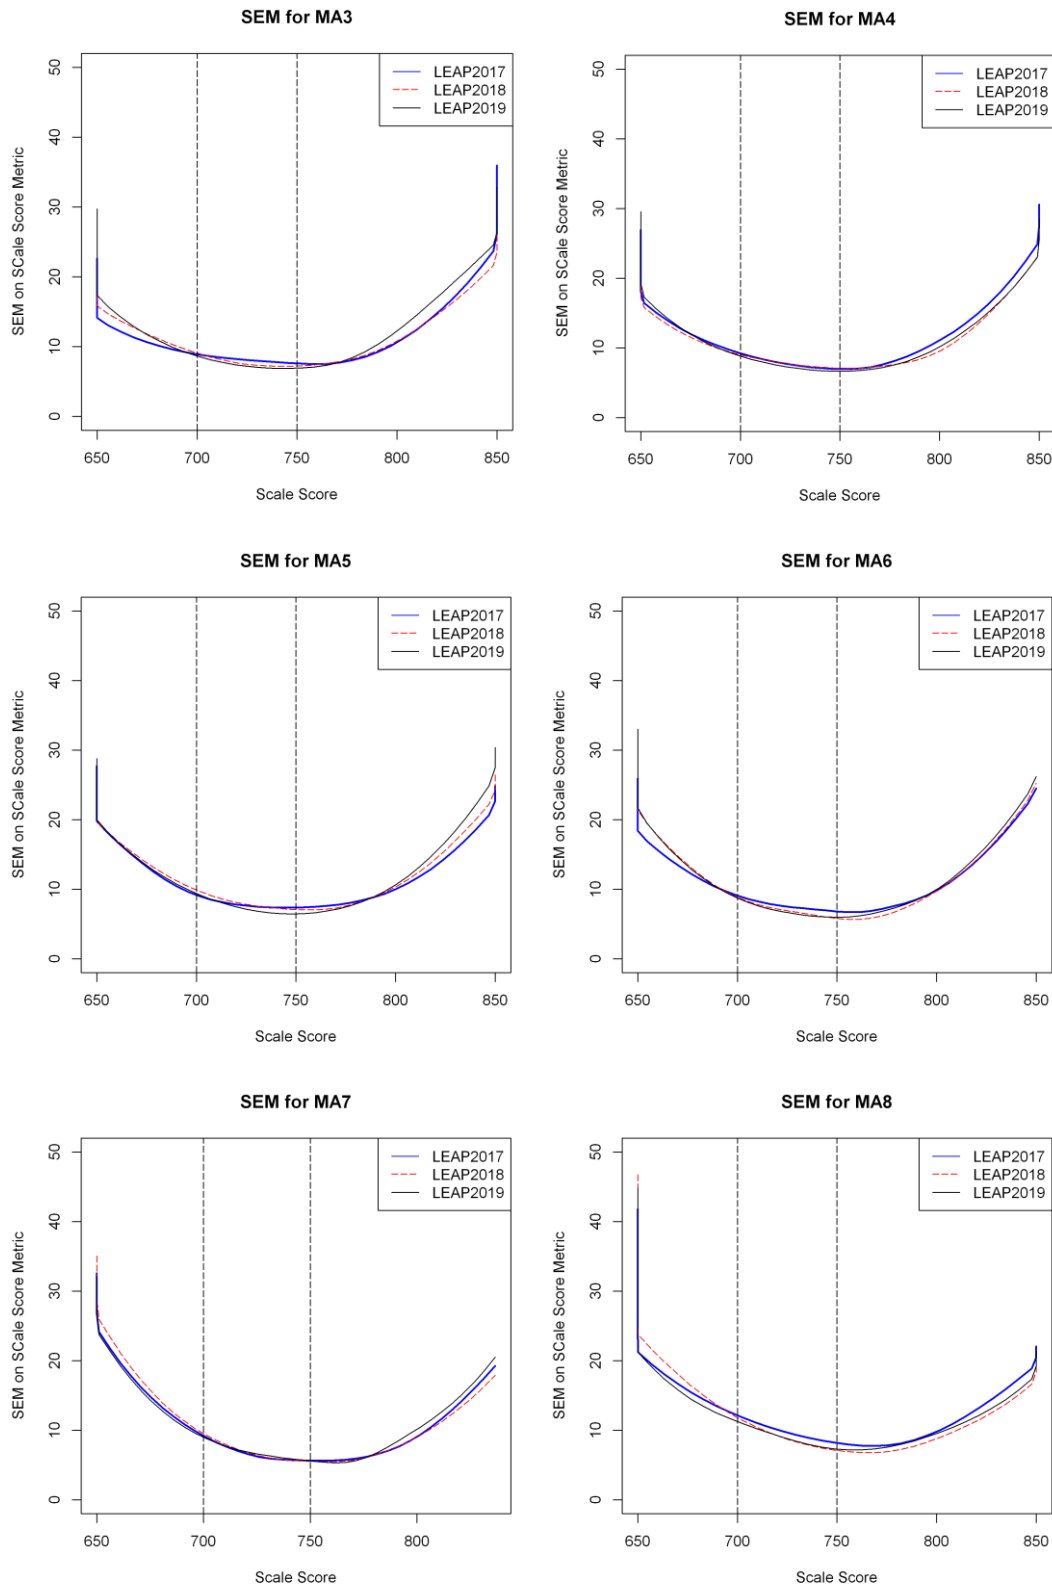 SEM for MA3
SEM on SCale Score Metric
50
40
30
20
10
0
LEAP2017
LEAP2018
LEAP2019
650 700 750 800 850
Scale Score
SEM for MA4
SEM on SCale Score Metric
50
40
30
20
10
0
LEAP2017
LEAP2018
LEAP2019
650 700 750 800 850
Scale Score
SEM for MA5
SEM on SCale Score Metric
50
40
30
20
10
0
LEAP2017
LEAP2018
LEAP2019
650 700 750 800 850
Scale Score
SEM for MA6
SEM on SCale Score Metric
50
40
30
20
10
0
LEAP2017
LEAP2018
LEAP2019
650 700 750 800 850
Scale Score
SEM for MA7
SEM on SCale Score Metric
50
40
30
20
10
0
LEAP2017
LEAP2018
LEAP2019
650 700 750 800
Scale Score
SEM for MA8
SEM on SCale Score Metric
50
40
30
20
10
0
LEAP2017
LEAP2018
LEAP2019
650 700 750 800 850
Scale Score